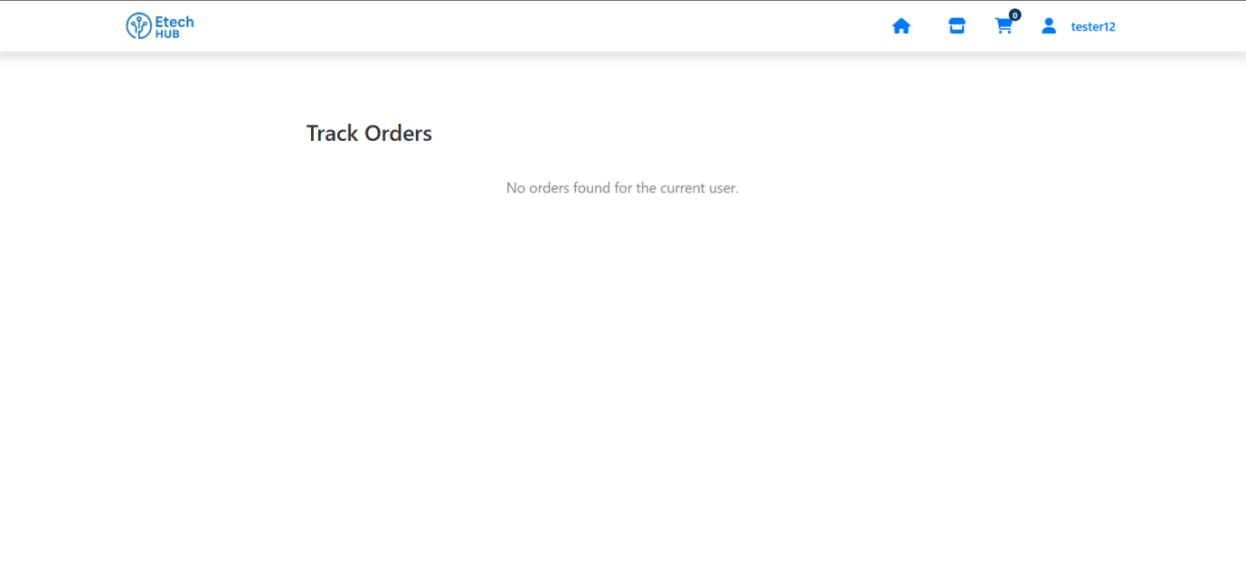 Etech
HUB
0
tester12
Track Orders
No orders found for the current user.